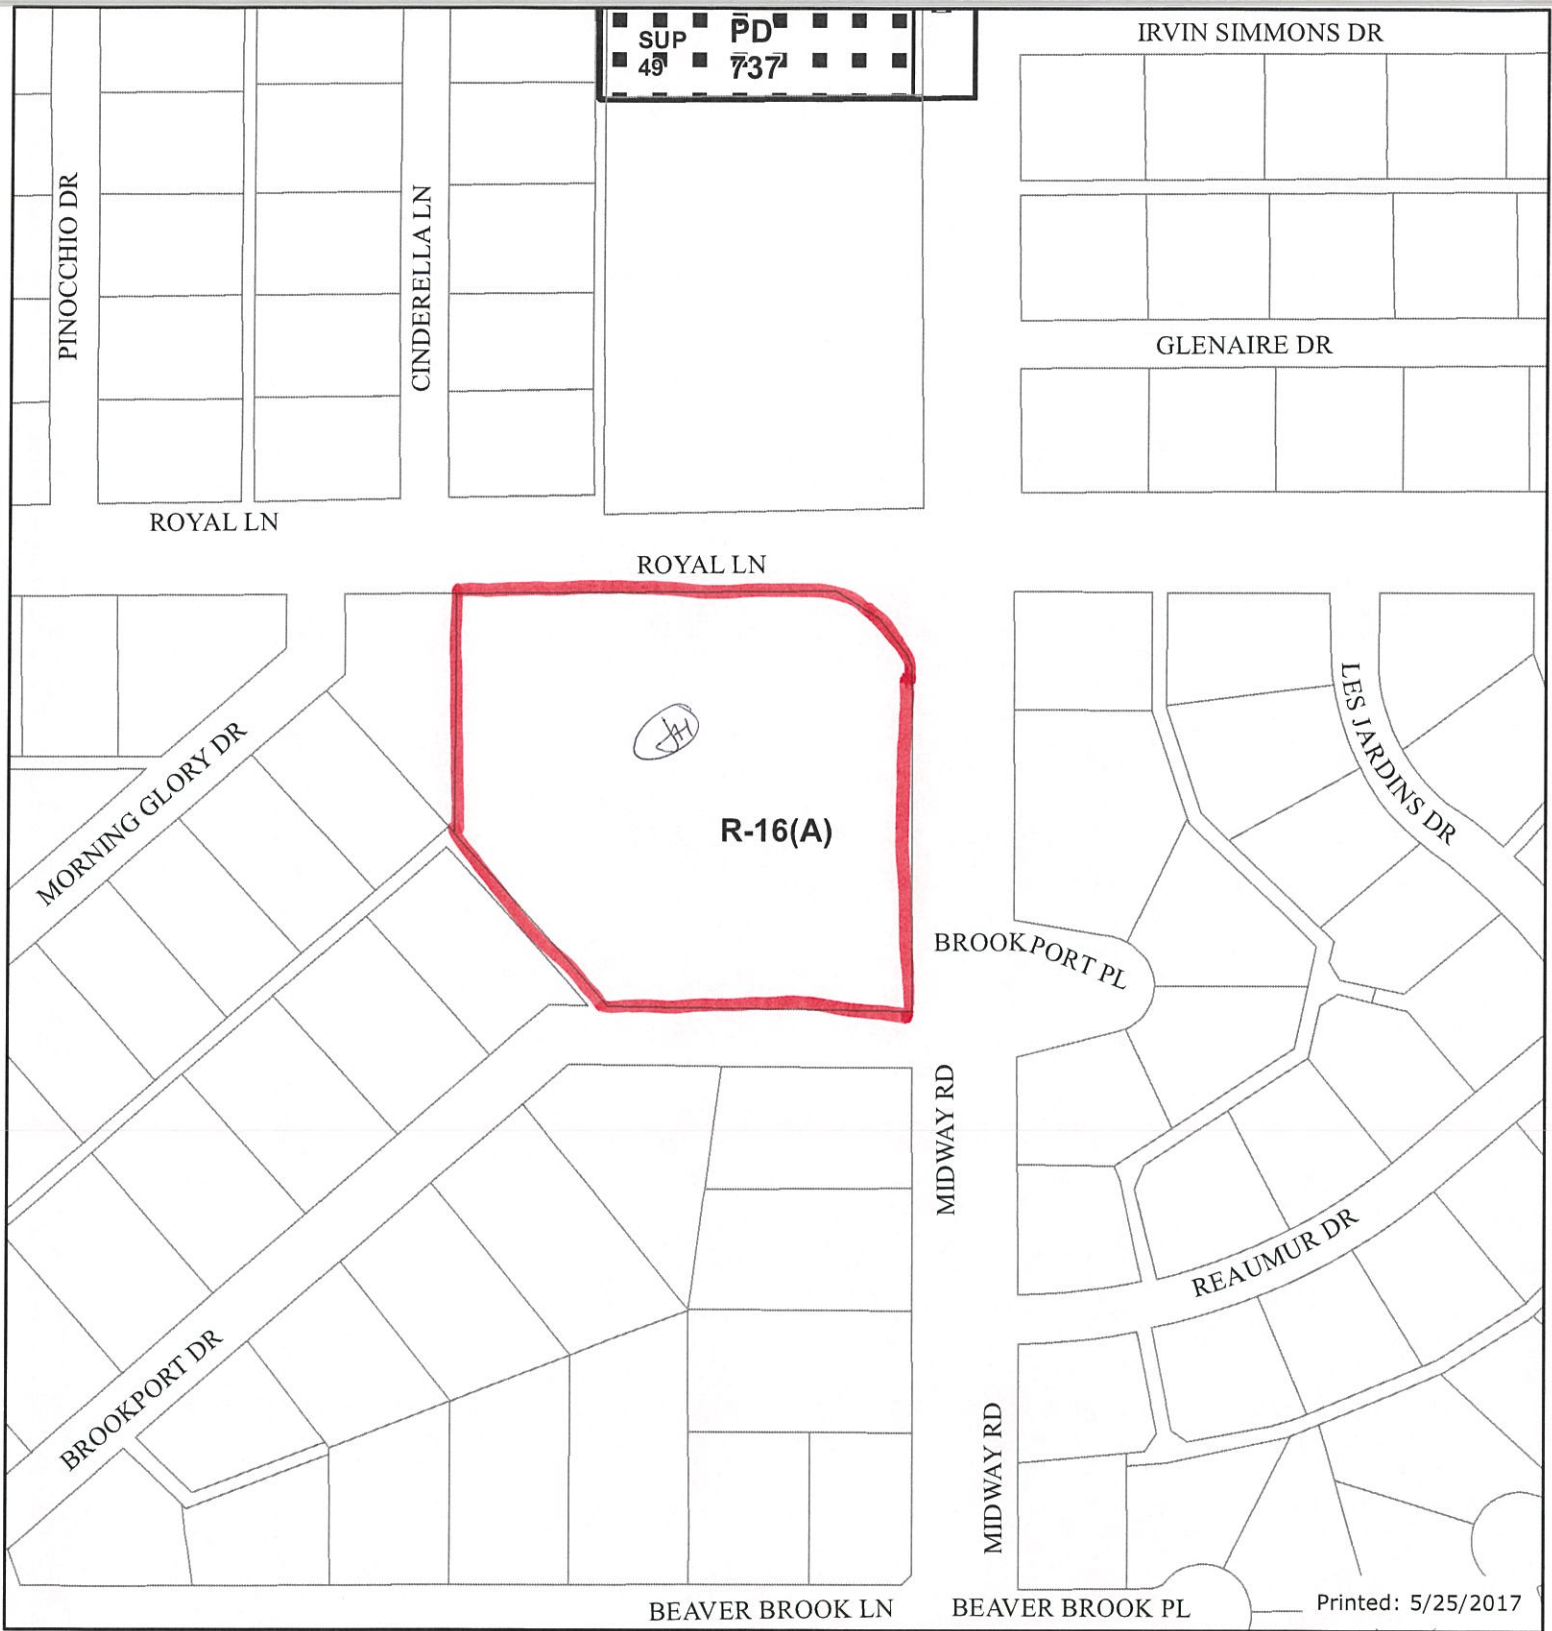 IRVIN SIMMONS DR
SUP
49
PD
737
PINOCCHIO DR
CINDERELLA LN
GLENAIRE DR
ROYAL LN
ROYAL LN
JH
R-16(A)
MORNING GLORY DR
LES JARDINS DR
BROOKPORT PL
MIDWAY RD
REAUMUR DR
BROOKPORT DR
MIDWAY RD
BEAVER BROOK LN
BEAVER BROOK PL
Printed: 5/25/2017